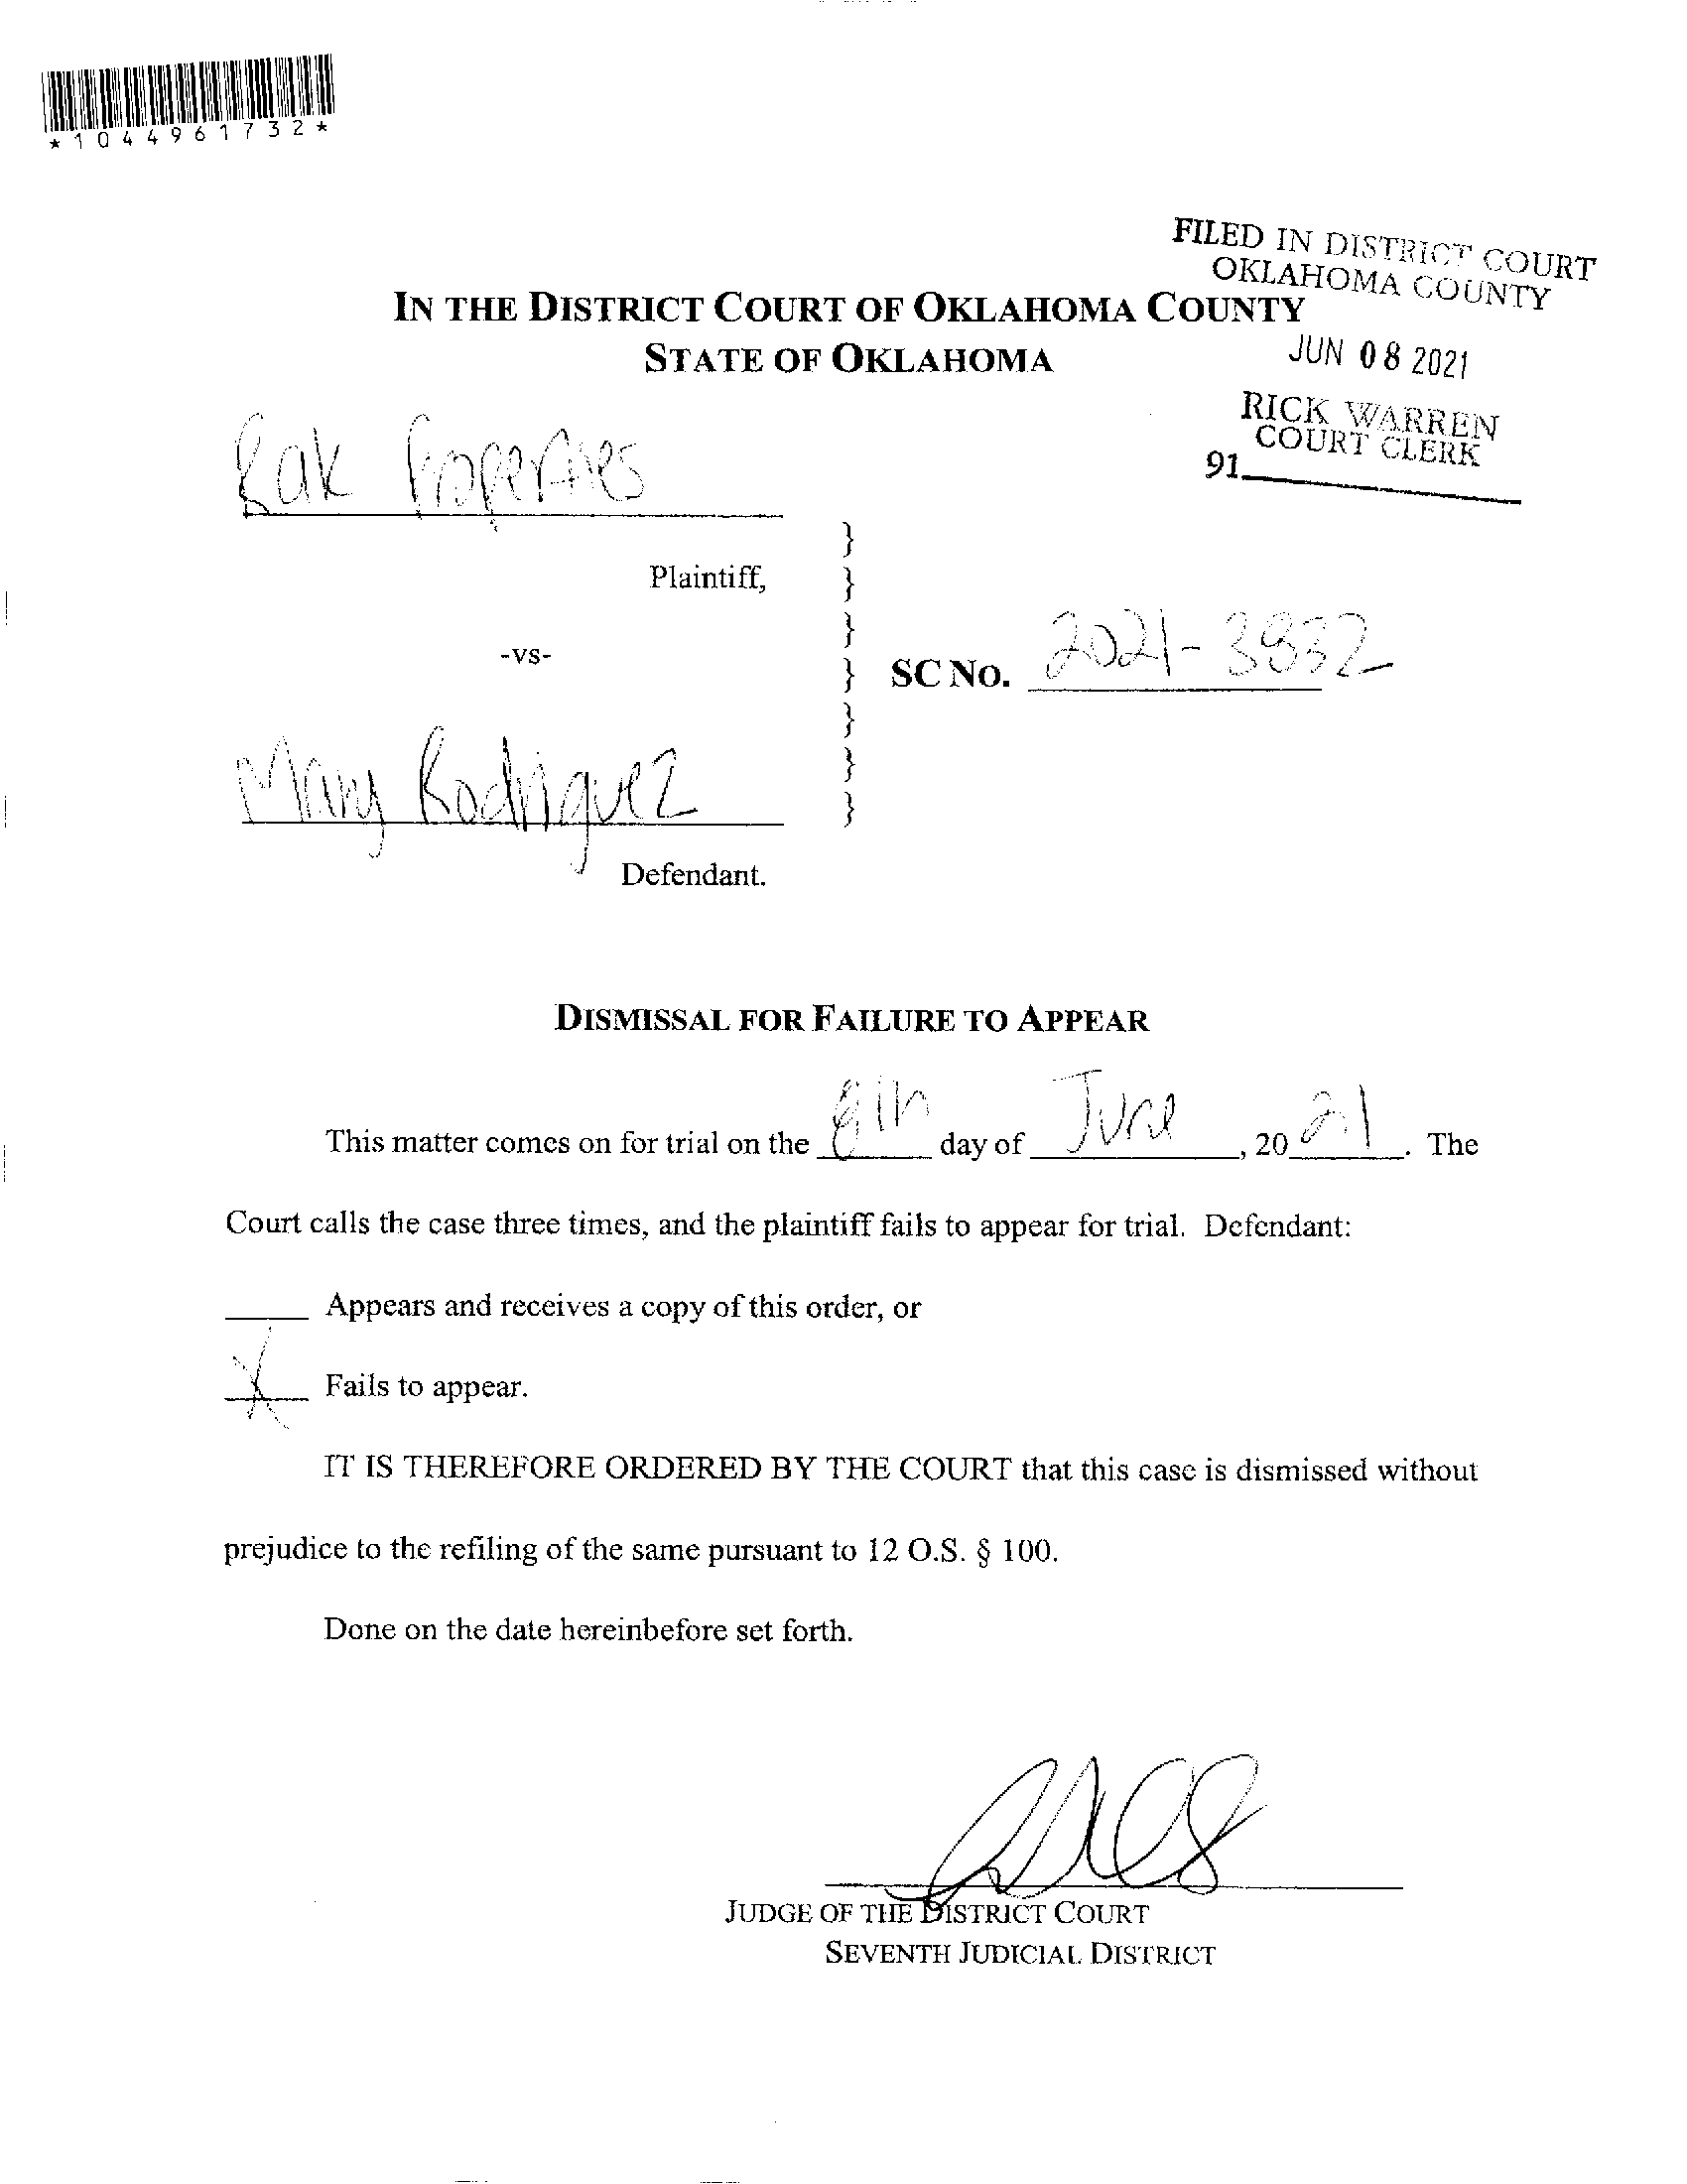 *1044961732*
FILED IN DISTRICT COURT
OKLAHOMA COUNTY
IN THE DISTRICT COURT OF OKLAHOMA COUNTY
STATE OF OKLAHOMA
JUN 08 2021
RICK WARREN
COURT CLERK
91
Rak Properties
}
Plaintiff, }
}
-vs-
} SC NO. 2021-3932
}
}
Mary Rodriguez }
Defendant.
DISMISSAL FOR FAILURE TO APPEAR
This matter comes on for trial on the 8th day of June, 2021. The
Court calls the case three times, and the plaintiff fails to appear for trial. Defendant:
Appears and receives a copy of this order, or
X Fails to appear.
IT IS THEREFORE ORDERED BY THE COURT that this case is dismissed without
prejudice to the refiling of the same pursuant to 12 O.S. § 100.
Done on the date hereinbefore set forth.
JUDGE OF THE DISTRICT COURT
SEVENTH JUDICIAL DISTRICT